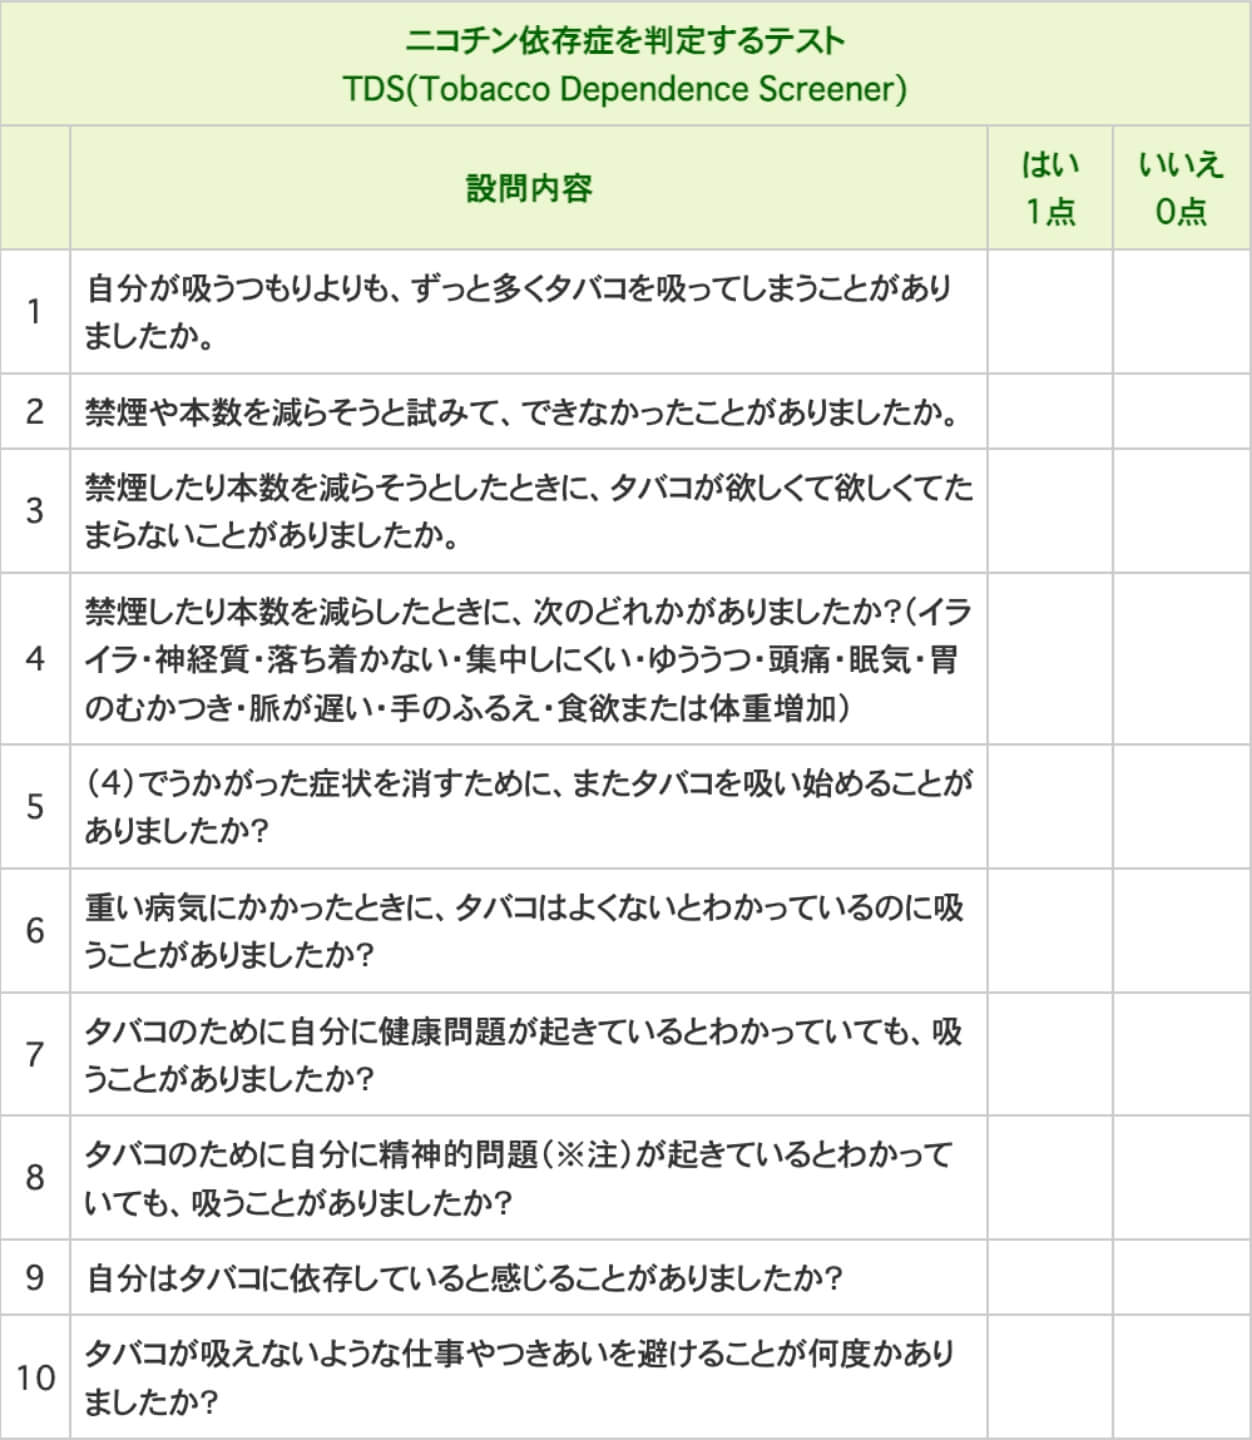 ニコチン依存症を判定するテスト
TDS(Tobacco Dependence Screener)
設問内容
はい
1点
いいえ
0点
1
自分が吸うつもりよりも、ずっと多くタバコを吸ってしまうことがあり
ましたか。
2
禁煙や本数を減らそうと試みて、できなかったことがありましたか。
3
禁煙したり本数を減らそうとしたときに、タバコが欲しくて欲しくてた
まらないことがありましたか。
4
禁煙したり本数を減らしたときに、次のどれかがありましたか?(イラ
イラ・神経質・落ち着かない・集中しにくい・ゆううつ・頭痛・眠気・胃
のむかつき・脈が遅い・手のふるえ・食欲または体重増加)
5
(4)でうかがった症状を消すために、またタバコを吸い始めることが
ありましたか?
6
重い病気にかかったときに、タバコはよくないとわかっているのに吸
うことがありましたか?
7
タバコのために自分に健康問題が起きているとわかっていても、吸
うことがありましたか?
8
タバコのために自分に精神的問題(※注)が起きているとわかって
いても、吸うことがありましたか?
9
自分はタバコに依存していると感じることがありましたか?
10
タバコが吸えないような仕事やつきあいを避けることが何度かあり
ましたか?